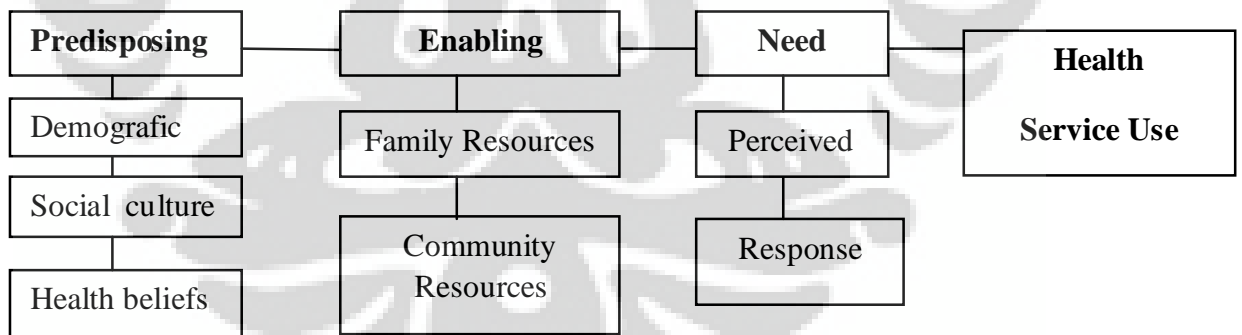 Predisposing
Enabling
Need
Health
Service Use
Demografic
Family Resources
Perceived
Social culture
Community
Resources
Response
Health beliefs